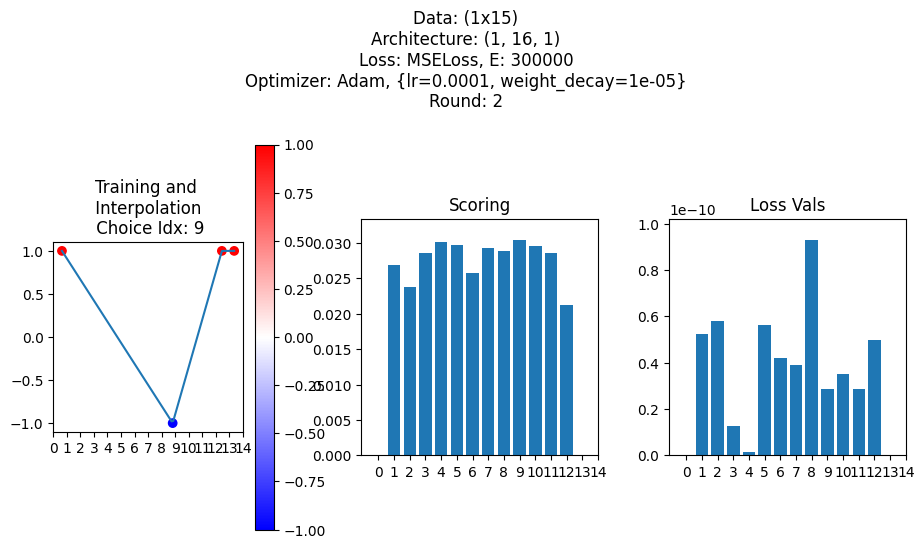 Data: (1x15)
Architecture: (1, 16, 1)
Loss: MSELoss, E: 300000
Optimizer: Adam, {lr=0.0001, weight_decay=1e-05}
Round: 2
Training and
Interpolation
Choice Idx: 9
1.0
0.5
0.0
−0.5
−1.0
0 1 2 3 4 5 6 7 8 9 10 11 12 13 14
1.00
0.75
0.50
0.25
0.00
−0.25
−0.50
−0.75
−1.00
Scoring
0.030
0.025
0.020
0.015
0.010
0.005
0.000
0 1 2 3 4 5 6 7 8 9 10 11 12 13 14
Loss Vals
1e−10
1.0
0.8
0.6
0.4
0.2
0.0
0 1 2 3 4 5 6 7 8 9 10 11 12 13 14